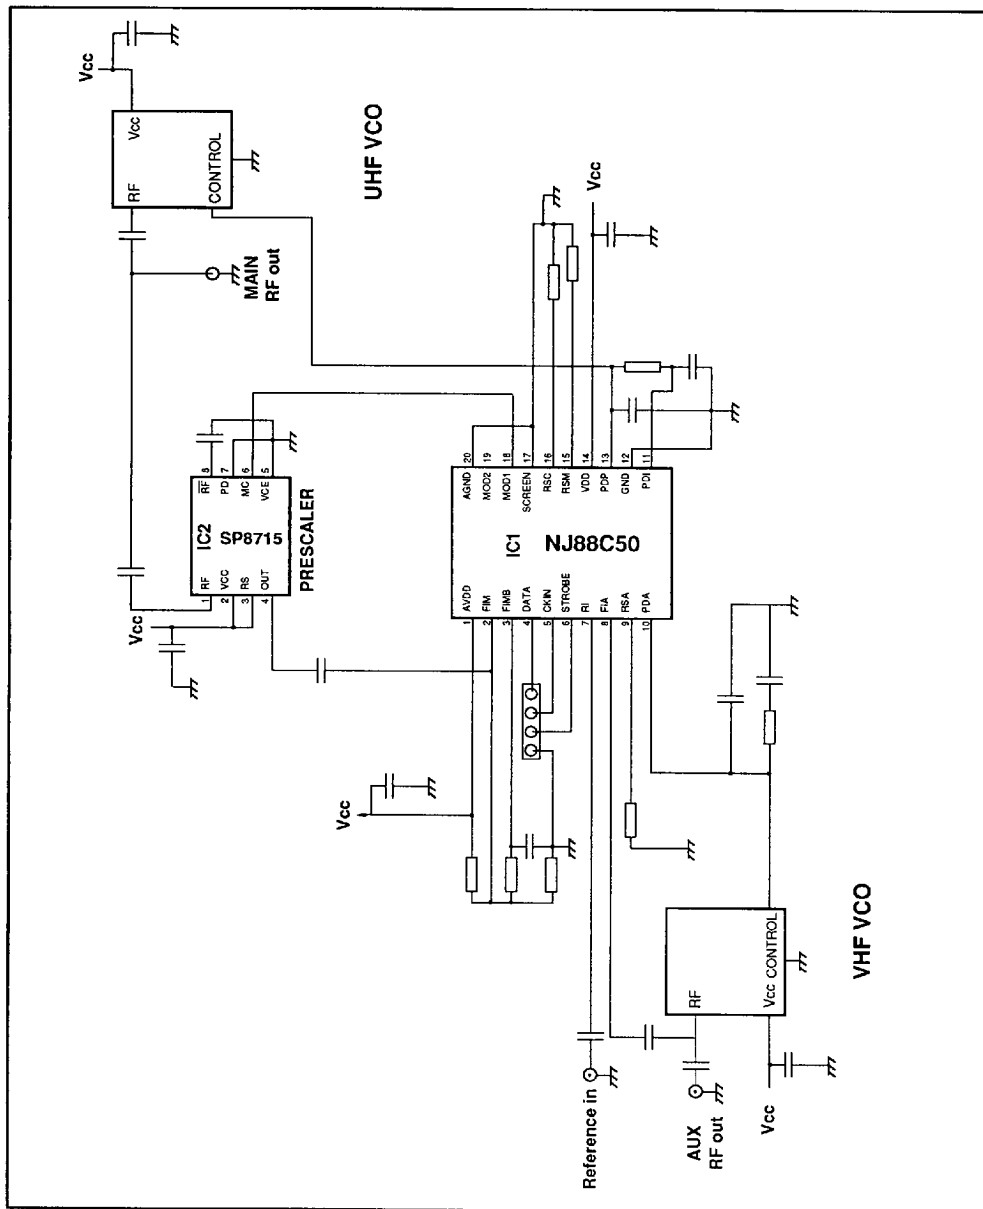 Vcc
Vcc
RF
CONTROL
UHF VCO
MAIN
RF out
Vcc
IC2
SP8715
PRESCALER
1 RF
2 VCC
3 RS
4 OUT
RF 8
PD 7
MC 6
VCE 5
Vcc
IC1
NJ88C50
1 AVDD
2 FIM
3 FIMB
4 DATA
5 CKIN
6 STROBE
7 RI
8 FIA
9 RSA
10 PDA
AGND 20
MOD2 19
MOD1 18
SCREEN 17
RSC 16
RSM 15
VDD 14
PDP 13
GND 12
PDI 11
Vcc
Reference in
AUX
RF out
Vcc
RF
Vcc CONTROL
VHF VCO